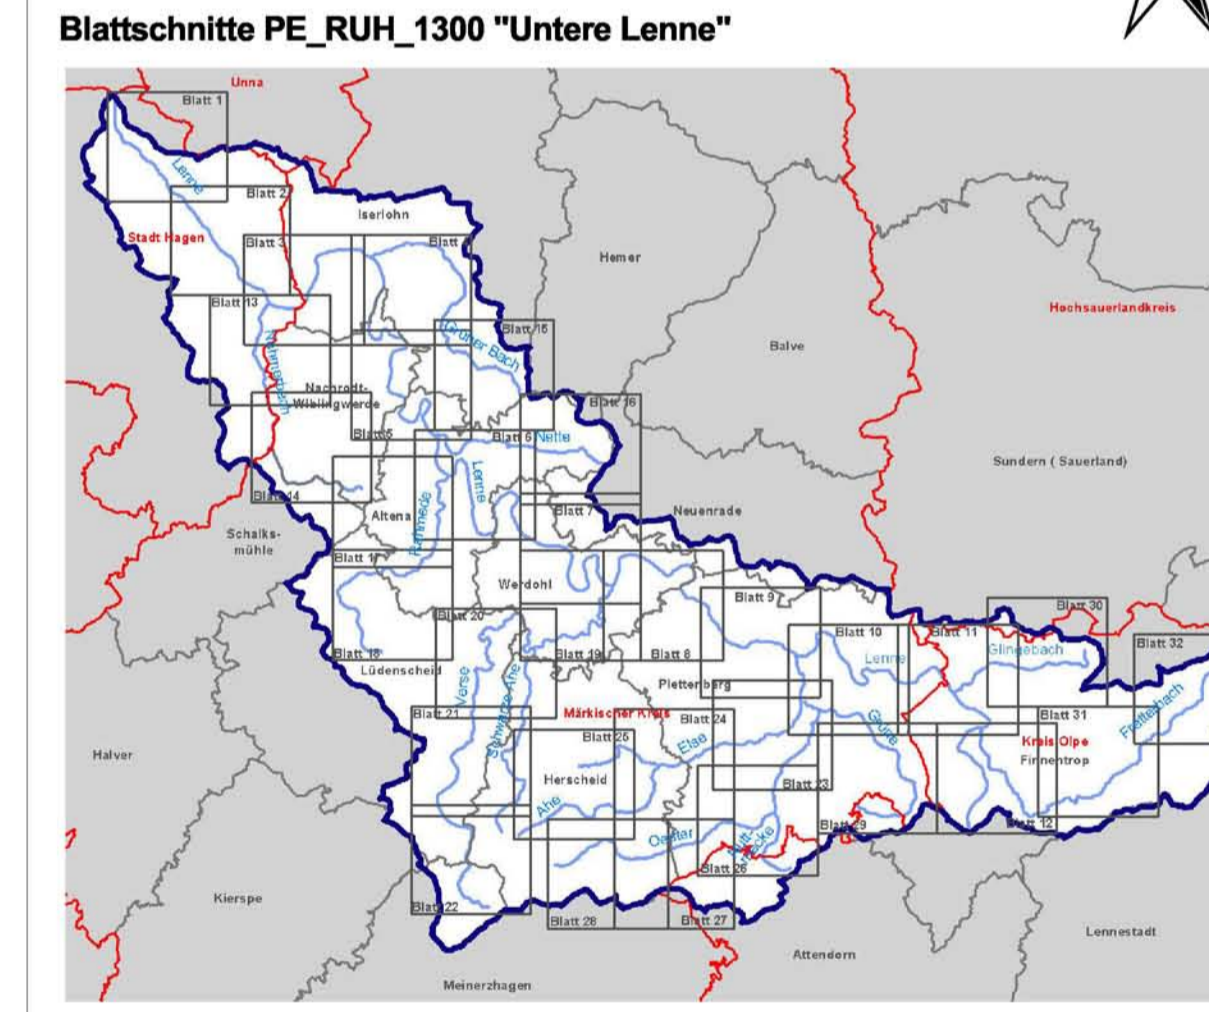 Blattschnitte PE_RUH_1300 "Untere Lenne"
Unna
Blatt 1
Lenne
Blatt 2
Iserlohn
Stadt Hagen
Blatt 3
Blatt
Hemer
Blatt 13
Hochsauerlandkreis
Blatt 15
Grüner Bach
Balve
Nahmerbach
Nachrodt-
Wiblingwerde
Blatt 16
Blatt 5
Blatt 6
Nette
Sundern ( Sauerland)
Lenne
Blatt 14
Altena
Rahmede
Blatt 7
Neuenrade
Schalks-
mühle
Blatt 17
Werdohl
Blatt 9
Blatt 30
Blatt 20
Blatt 10
Blatt 11
Blatt 32
Blatt 18
Blatt 19
Blatt 8
Lenne
Glingebach
Lüdenscheid
Verse
Schwarze Ahe
Plettenberg
Fretterbach
Blatt 21
Märkischer Kreis
Blatt 24
Blatt 31
Grüne
Blatt 25
Else
Kreis Olpe
Finnentrop
Halver
Herscheid
Blatt 23
Ahe
Oester
Blatt 29
Blatt 12
Blatt 26
Kierspe
Blatt 22
Blatt 28
Blatt 27
Lennestadt
Attendorn
Meinerzhagen